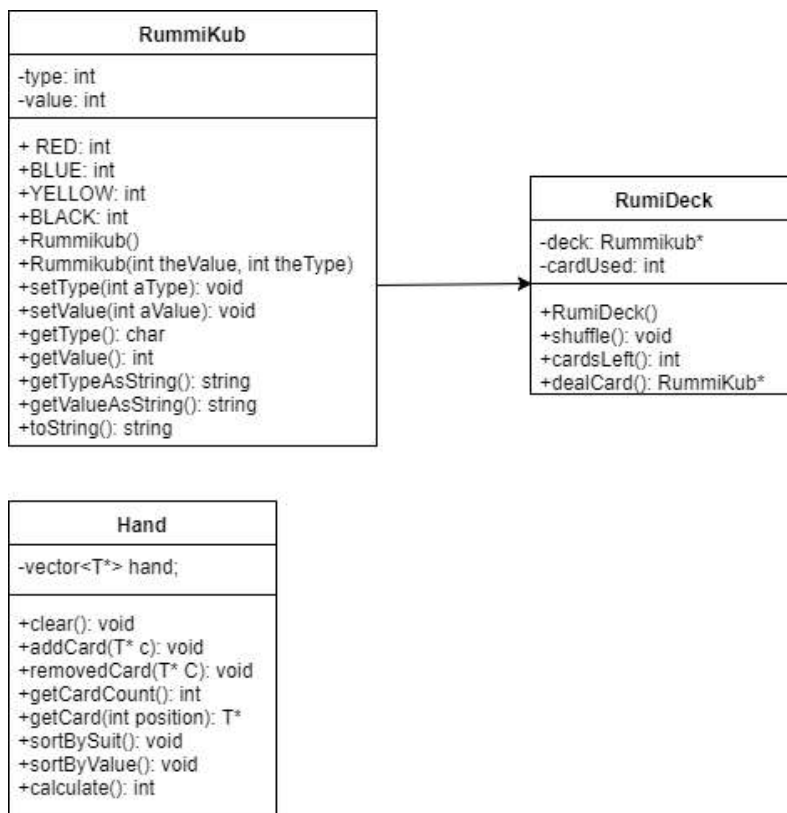 RummiKub
-type: int
-value: int
+ RED: int
+BLUE: int
+YELLOW: int
+BLACK: int
+Rummikub()
+Rummikub(int theValue, int theType)
+setType(int aType): void
+setValue(int aValue): void
+getType(): char
+getValue(): int
+getTypeAsString(): string
+getValueAsString(): string
+toString(): string
RumiDeck
-deck: Rummikub*
-cardUsed: int
+RumiDeck()
+shuffle(): void
+cardsLeft(): int
+dealCard(): RummiKub*
Hand
-vector<T*> hand;
+clear(): void
+addCard(T* c): void
+removedCard(T* C): void
+getCardCount(): int
+getCard(int position): T*
+sortBySuit(): void
+sortByValue(): void
+calculate(): int